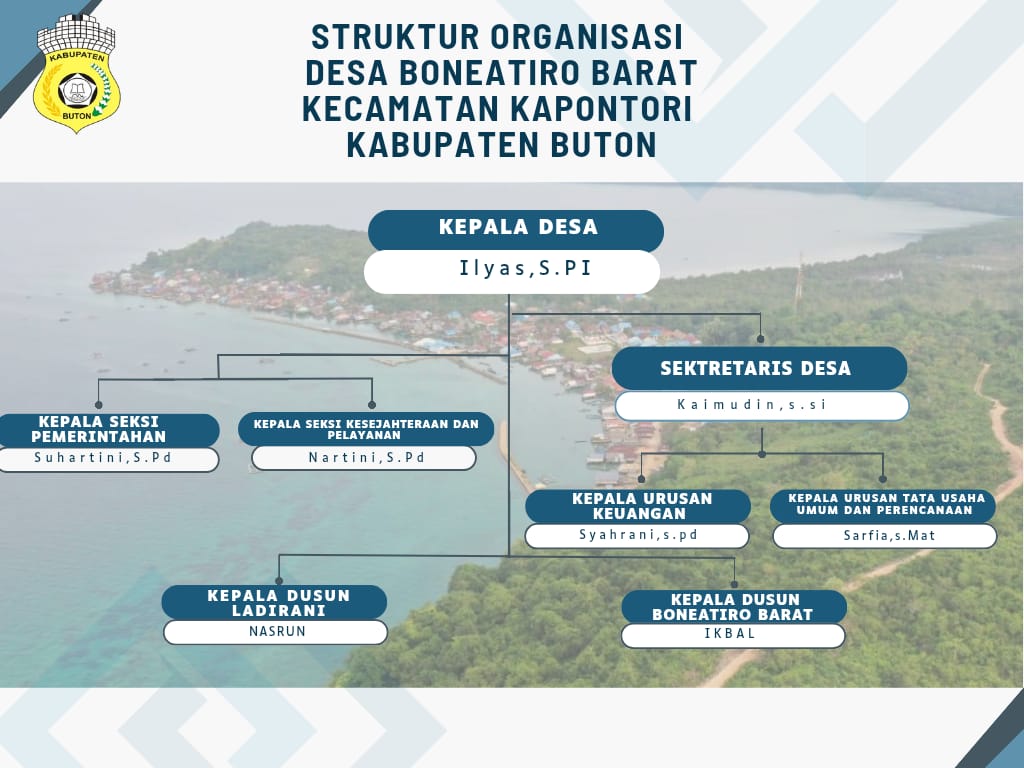 STRUKTUR ORGANISASI
DESA BONEATIRO BARAT
KECAMATAN KAPONTORI
KABUPATEN BUTON
KABUPATEN
BUTON
KEPALA DESA
Ilyas,S.PI
SEKTRETARIS DESA
Kaimudin,s.si
KEPALA SEKSI
PEMERINTAHAN
Suhartini,S.Pd
KEPALA SEKSI KESEJAHTERAAN DAN
PELAYANAN
Nartini,S.Pd
KEPALA URUSAN
KEUANGAN
Syahrani,s.pd
KEPALA URUSAN TATA USAHA
UMUM DAN PERENCANAAN
Sarfia,s.Mat
KEPALA DUSUN
LADIRANI
NASRUN
KEPALA DUSUN
BONEATIRO BARAT
IKBAL